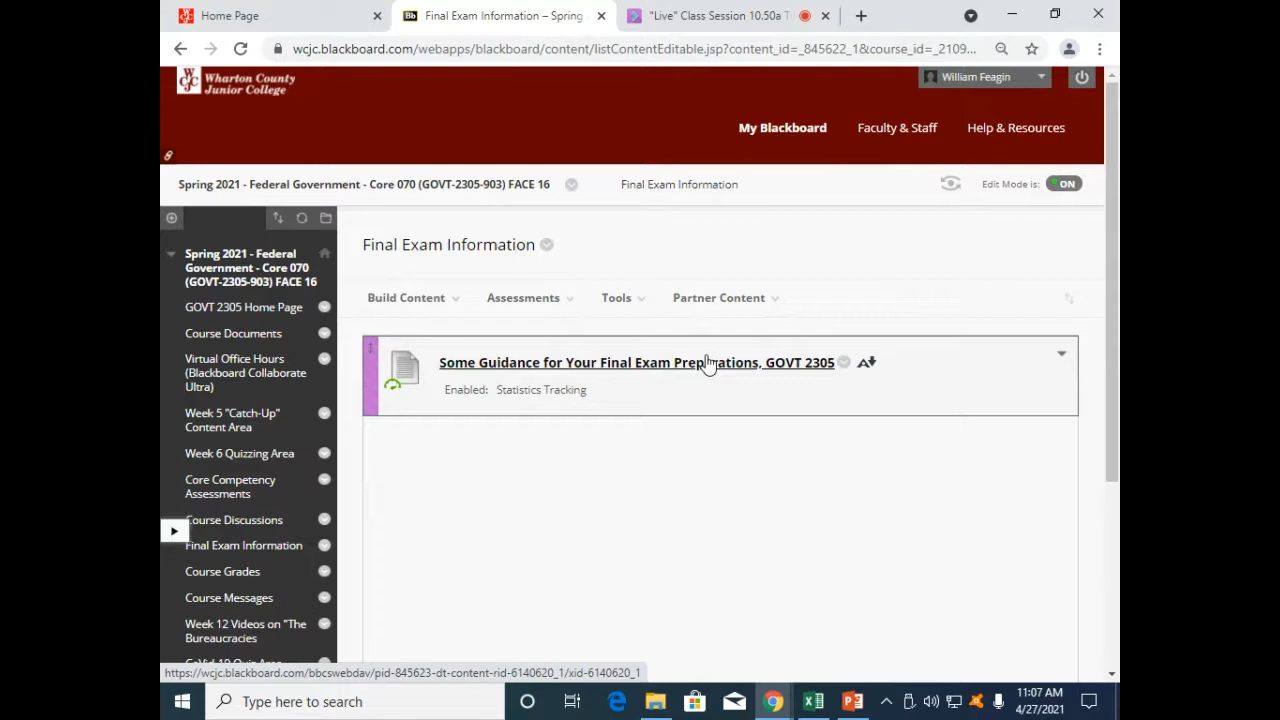 Home Page
Final Exam Information – Spring
"Live" Class Session 10.50a T
wcjc.blackboard.com/webapps/blackboard/content/listContentEditable.jsp?content_id=_845622_1&course_id=_2109...
Wharton County
Junior College
William Feagin
My Blackboard
Faculty & Staff
Help & Resources
Spring 2021 - Federal Government - Core 070 (GOVT-2305-903) FACE 16
Final Exam Information
Edit Mode is:
ON
Spring 2021 - Federal
Government - Core 070
(GOVT-2305-903) FACE 16
GOVT 2305 Home Page
Course Documents
Virtual Office Hours
(Blackboard Collaborate
Ultra)
Week 5 "Catch-Up"
Content Area
Week 6 Quizzing Area
Core Competency
Assessments
Course Discussions
Final Exam Information
Course Grades
Course Messages
Week 12 Videos on "The
Bureaucracies
Final Exam Information
Build Content
Assessments
Tools
Partner Content
Some Guidance for Your Final Exam Preparations, GOVT 2305
Enabled: Statistics Tracking
https://wcjc.blackboard.com/bbcswebdav/pid-845623-dt-content-rid-6140620_1/xid-6140620_1
Type here to search
11:07 AM
4/27/2021